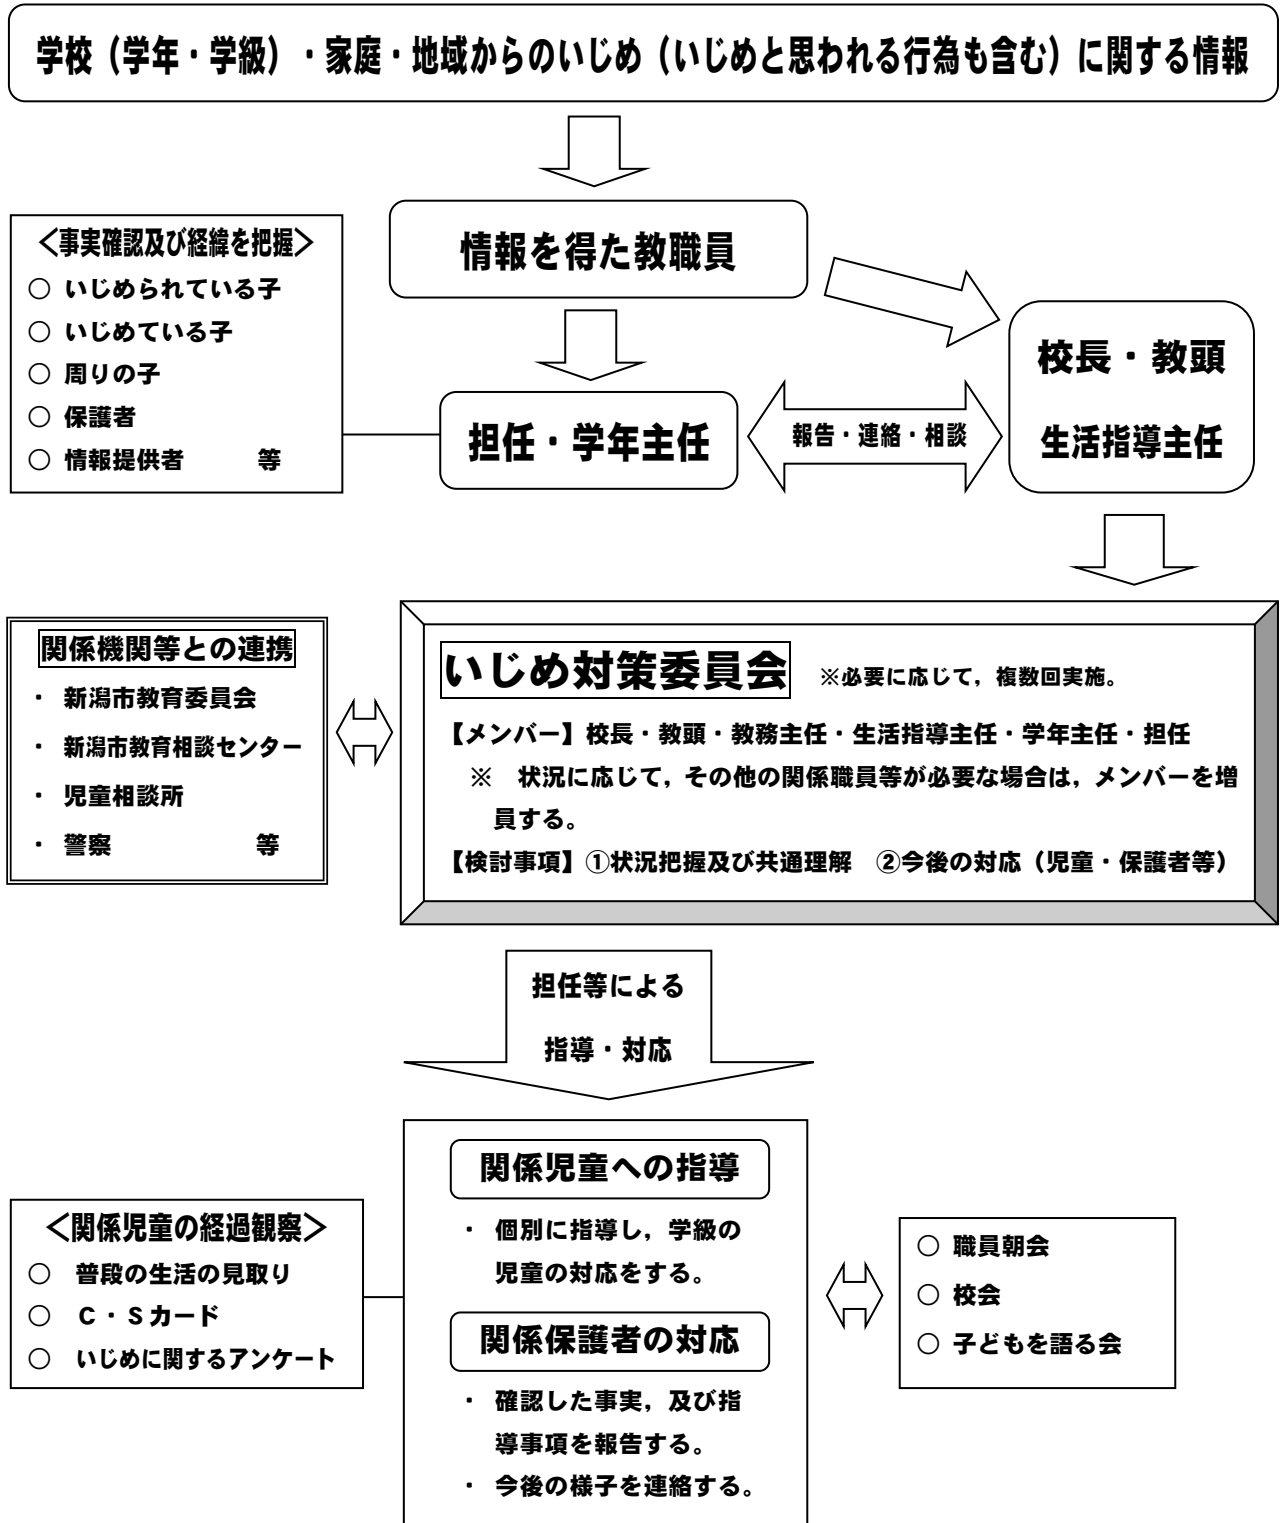 学校（学年・学級）・家庭・地域からのいじめ（いじめと思われる行為も含む）に関する情報
情報を得た教職員
＜事実確認及び経緯を把握＞
○ いじめられている子
○ いじめている子
○ 周りの子
○ 保護者
○ 情報提供者　　　等
担任・学年主任
報告・連絡・相談
校長・教頭
生活指導主任
関係機関等との連携
・ 新潟市教育委員会
・ 新潟市教育相談センター
・ 児童相談所
・ 警察　　　　　　等
いじめ対策委員会　※必要に応じて，複数回実施。
【メンバー】校長・教頭・教務主任・生活指導主任・学年主任・担任
※　状況に応じて，その他の関係職員等が必要な場合は，メンバーを増
員する。
【検討事項】①状況把握及び共通理解　②今後の対応（児童・保護者等）
担任等による
指導・対応
関係児童への指導
・ 個別に指導し，学級の
児童の対応をする。
関係保護者の対応
・ 確認した事実，及び指
導事項を報告する。
・ 今後の様子を連絡する。
＜関係児童の経過観察＞
○　普段の生活の見取り
○　Ｃ・Ｓカード
○　いじめに関するアンケート
○ 職員朝会
○ 校会
○ 子どもを語る会